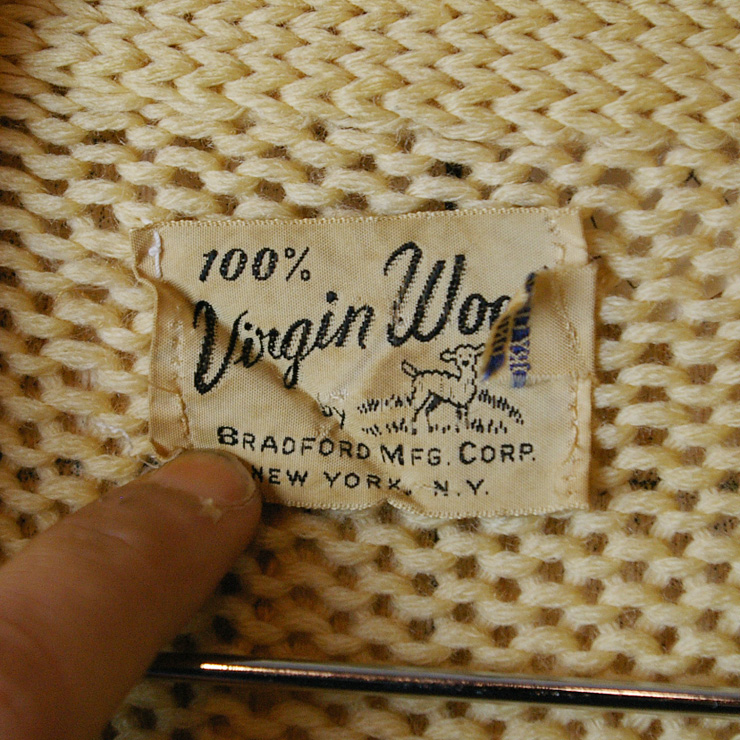 100%
Virgin Woo
BRADFORD MFG. CORP.
NEW YORK, N.Y.